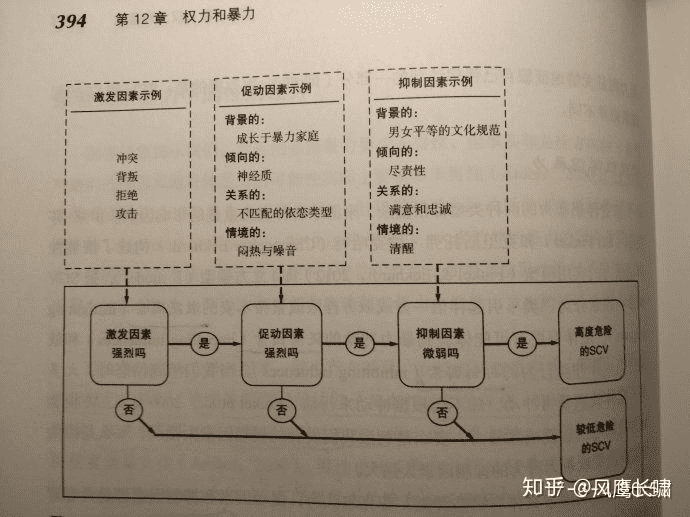 394 第 12 章 权力和暴力
激发因素示例
冲突
背叛
拒绝
攻击
促动因素示例
背景的：
成长于暴力家庭
倾向的：
神经质
关系的：
不匹配的依恋类型
情境的：
闷热与噪音
抑制因素示例
背景的：
男女平等的文化规范
倾向的：
尽责性
关系的：
满意和忠诚
情境的：
清醒
激发因素
强烈吗
是
促动因素
强烈吗
是
抑制因素
微弱吗
是
高度危险
的SCV
否
否
否
较低危险
的SCV
知乎 @风鹰长啸